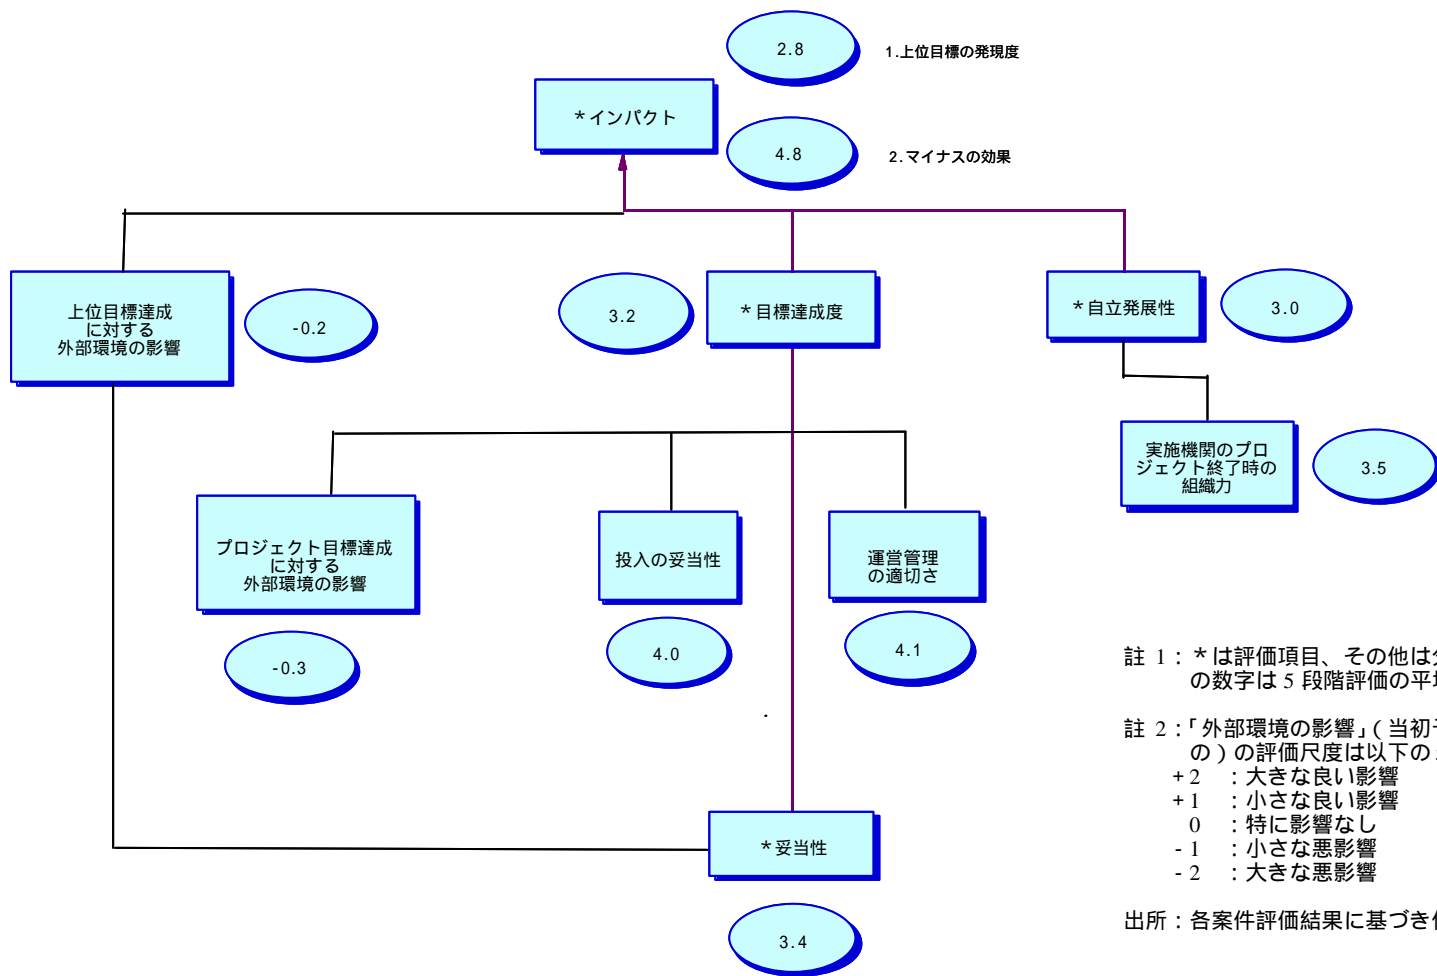 2.8
1.上位目標の発現度
*インパクト
4.8
2.マイナスの効果
上位目標達成
に対する
外部環境の影響
-0.2
3.2
*目標達成度
*自立発展性
3.0
実施機関のプロ
ジェクト終了時の
組織力
3.5
プロジェクト目標達成
に対する
外部環境の影響
-0.3
投入の妥当性
4.0
運営管理
の適切さ
4.1
*妥当性
3.4
註 1：*は評価項目、その他は
の数字は 5 段階評価の平
註 2：「外部環境の影響」（当初
の）の評価尺度は以下の
+2 ：大きな良い影響
+1 ：小さな良い影響
0 ：特に影響なし
-1 ：小さな悪影響
-2 ：大きな悪影響
出所：各案件評価結果に基づき